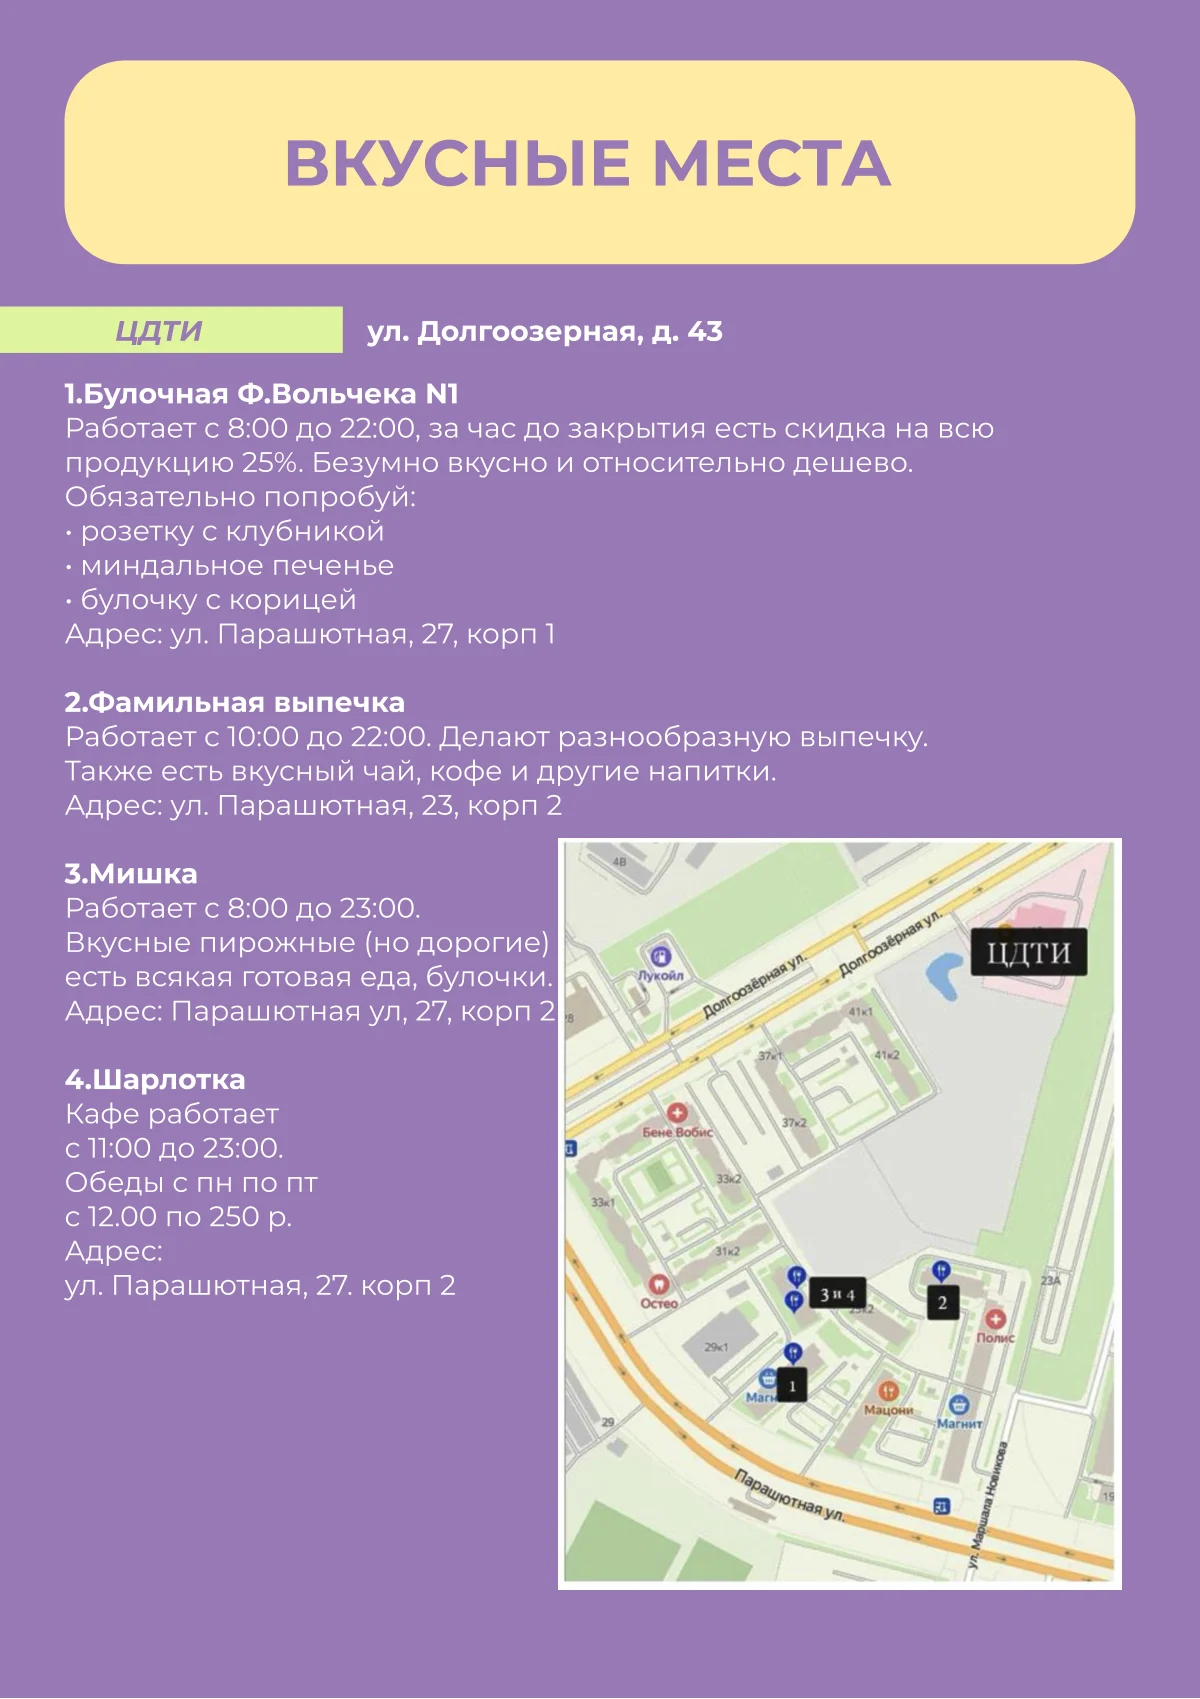 ВКУСНЫЕ МЕСТА
ЦДТИ
ул. Долгоозерная, д. 43
1.Булочная Ф.Вольчека N1
Работает с 8:00 до 22:00, за час до закрытия есть скидка на всю
продукцию 25%. Безумно вкусно и относительно дешево.
Обязательно попробуй:
• розетку с клубникой
• миндальное печенье
• булочку с корицей
Адрес: ул. Парашютная, 27, корп 1
2.Фамильная выпечка
Работает с 10:00 до 22:00. Делают разнообразную выпечку.
Также есть вкусный чай, кофе и другие напитки.
Адрес: ул. Парашютная, 23, корп 2
3.Мишка
Работает с 8:00 до 23:00.
Вкусные пирожные (но дорогие)
есть всякая готовая еда, булочки.
Адрес: Парашютная ул, 27, корп 2
4.Шарлотка
Кафе работает
с 11:00 до 23:00.
Обеды с пн по пт
с 12.00 по 250 р.
Адрес:
ул. Парашютная, 27. корп 2
4В
Лукойл
Долгоозёрная ул.
Долгоозёрная ул.
ЦДТИ
41к1
37к1
41к2
Бене Вобис
37к2
33к2
33к1
31к2
Остео
3 и 4
2
23А
Полис
29к1
Магн
1
Мацони
Магнит
29
Парашютная ул.
ул. Маршала Новикова
19